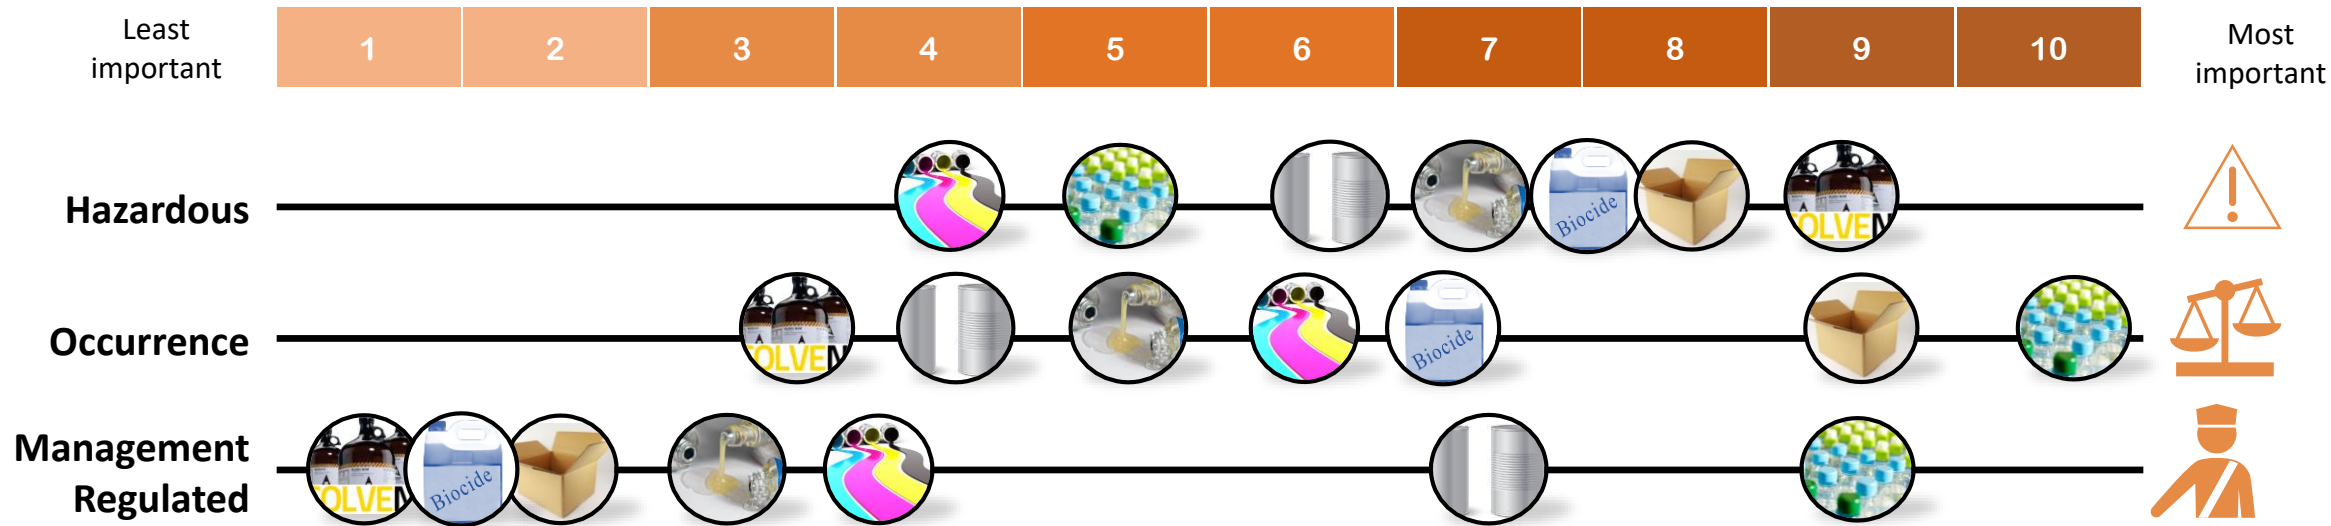 Least
important
1
2
3
4
5
6
7
8
9
10
Most
important
Hazardous
Biocide
OLVEN
Occurrence
OLVEN
Biocide
Management
Regulated
OLVEN
Biocide